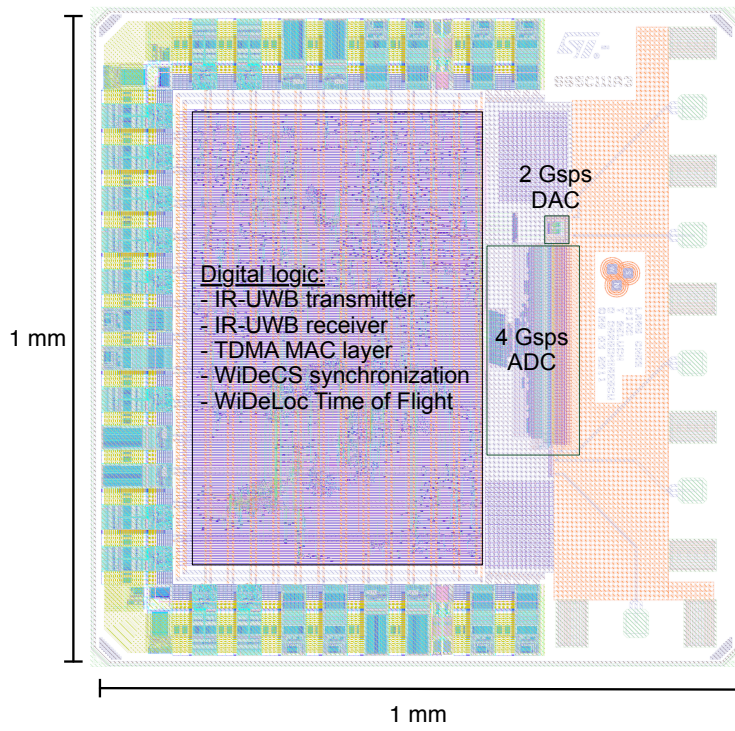 2 Gsps
DAC
Digital logic:
- IR-UWB transmitter
- IR-UWB receiver
- TDMA MAC layer
- WiDeCS synchronization
- WiDeLoc Time of Flight
4 Gsps
ADC
1 mm
1 mm